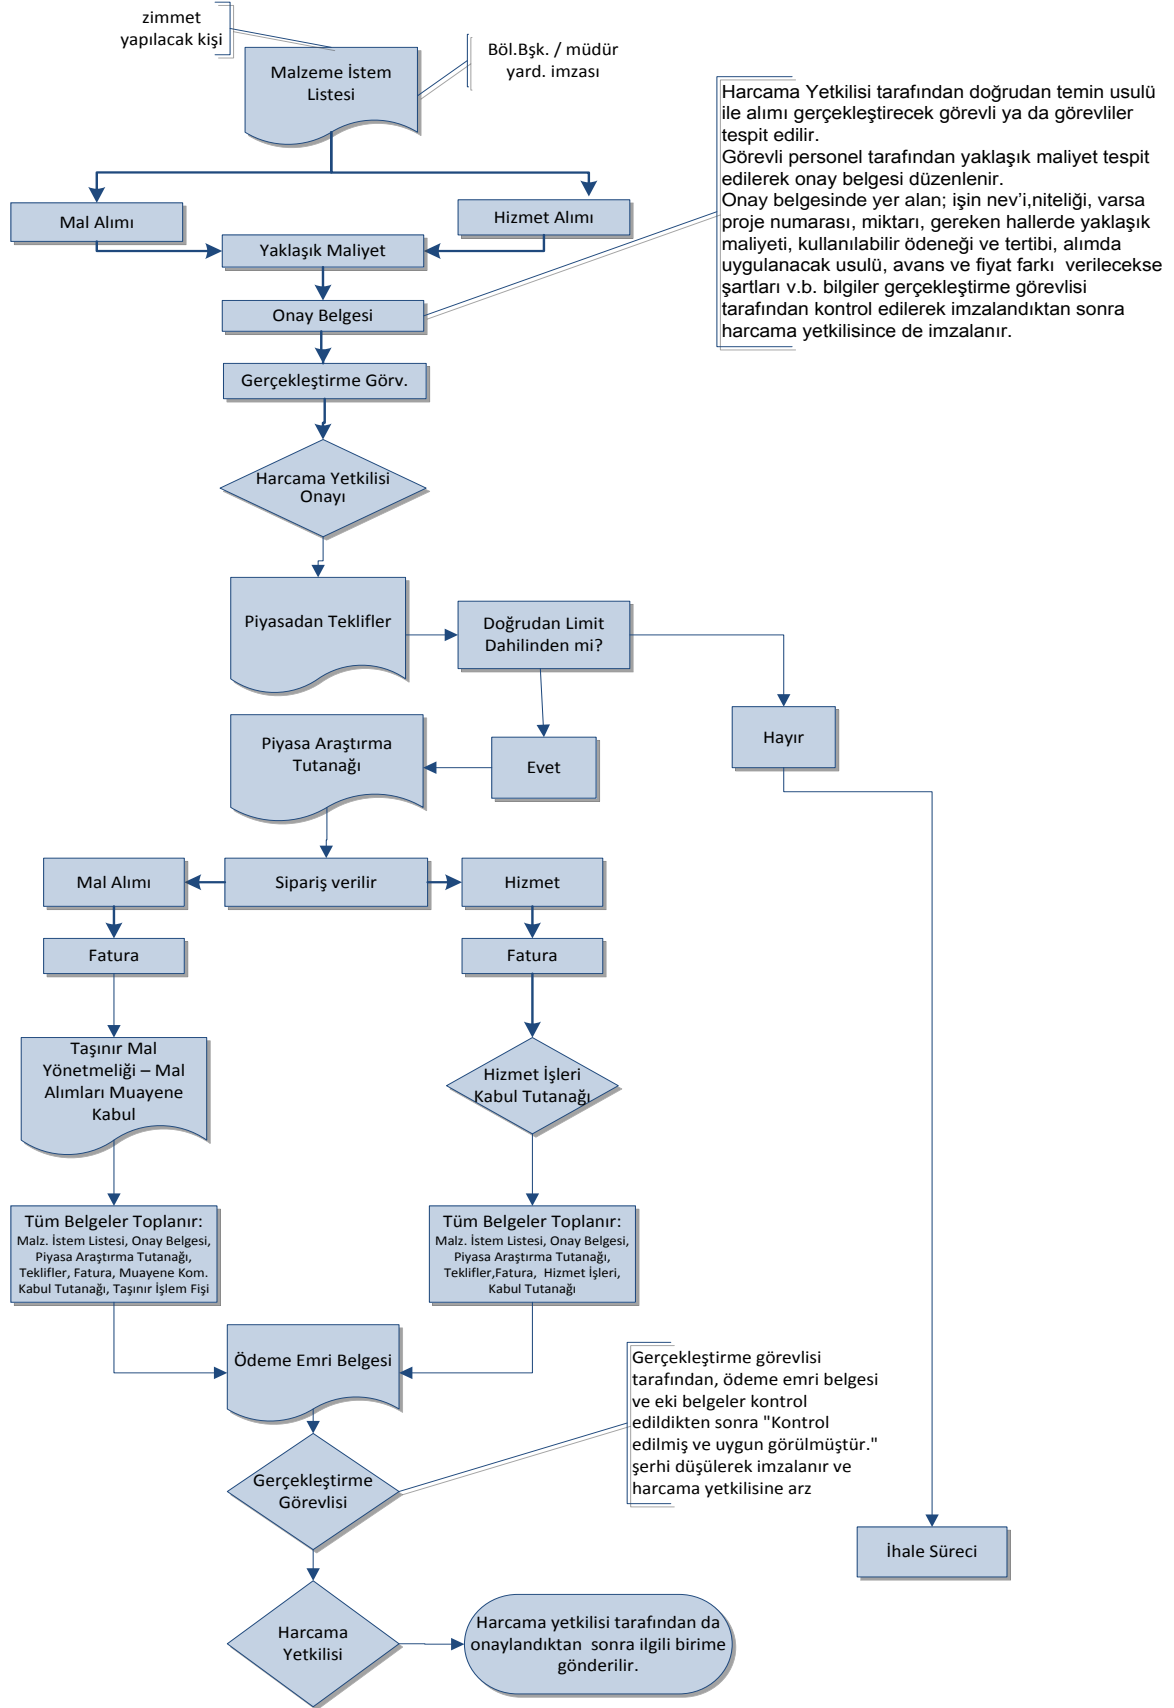 zimmet
yapılacak kişi
Malzeme İstem
Listesi
Böl.Bşk. / müdür
yard. imzası
Harcama Yetkilisi tarafından doğrudan temin usulü
ile alımı gerçekleştirecek görevli ya da görevliler
tespit edilir.
Görevli personel tarafından yaklaşık maliyet tespit
edilerek onay belgesi düzenlenir.
Onay belgesinde yer alan; işin nev’i,niteliği, varsa
proje numarası, miktarı, gereken hallerde yaklaşık
maliyeti, kullanılabilir ödeneği ve tertibi, alımda
uygulanacak usulü, avans ve fiyat farkı verilecekse
şartları v.b. bilgiler gerçekleştirme görevlisi
tarafından kontrol edilerek imzalandıktan sonra
harcama yetkilisince de imzalanır.
Mal Alımı
Hizmet Alımı
Yaklaşık Maliyet
Onay Belgesi
Gerçekleştirme Görv.
Harcama Yetkilisi
Onayı
Piyasadan Teklifler
Doğrudan Limit
Dahilinden mi?
Hayır
Evet
Piyasa Araştırma
Tutanağı
Mal Alımı
Sipariş verilir
Hizmet
Fatura
Fatura
Taşınır Mal
Yönetmeliği – Mal
Alımları Muayene
Kabul
Hizmet İşleri
Kabul Tutanağı
Tüm Belgeler Toplanır:
Malz. İstem Listesi, Onay Belgesi,
Piyasa Araştırma Tutanağı,
Teklifler, Fatura, Muayene Kom.
Kabul Tutanağı, Taşınır İşlem Fişi
Tüm Belgeler Toplanır:
Malz. İstem Listesi, Onay Belgesi,
Piyasa Araştırma Tutanağı,
Teklifler,Fatura, Hizmet İşleri,
Kabul Tutanağı
Ödeme Emri Belgesi
Gerçekleştirme görevlisi
tarafından, ödeme emri belgesi
ve eki belgeler kontrol
edildikten sonra "Kontrol
edilmiş ve uygun görülmüştür."
şerhi düşülerek imzalanır ve
harcama yetkilisine arz
Gerçekleştirme
Görevlisi
İhale Süreci
Harcama
Yetkilisi
Harcama yetkilisi tarafından da
onaylandıktan sonra ilgili birime
gönderilir.